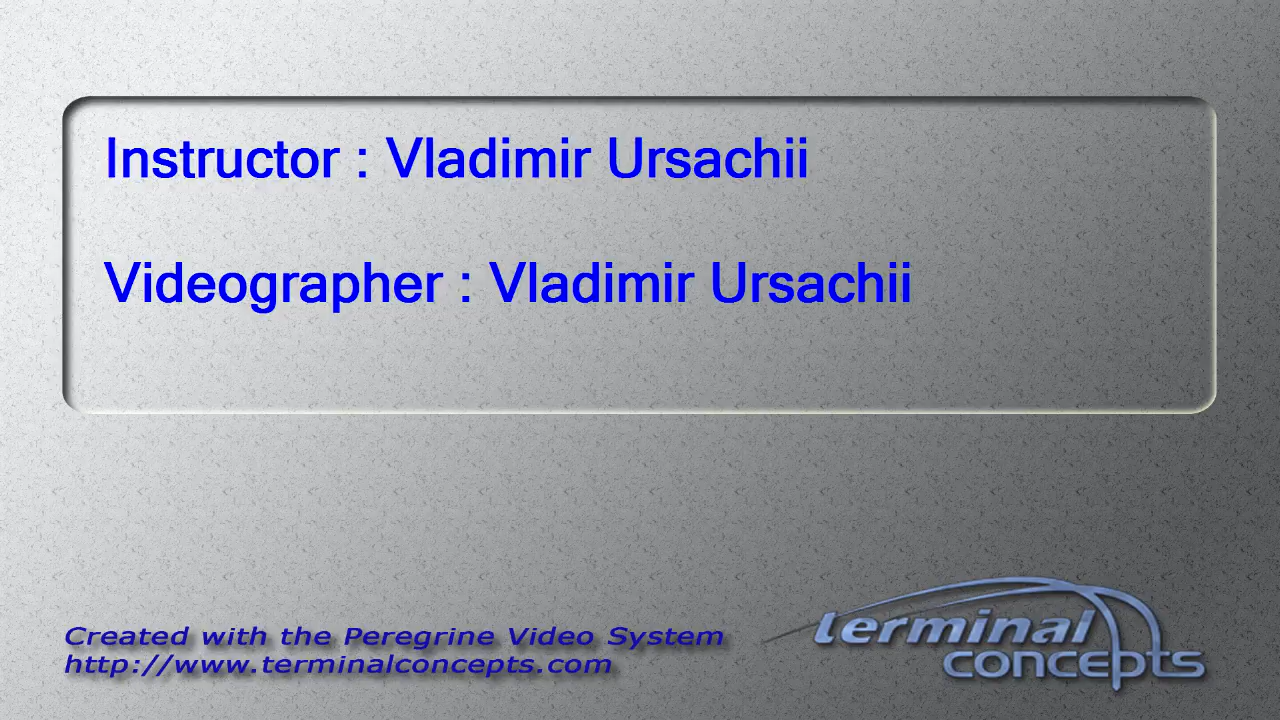 Instructor : Vladimir Ursachii
Videographer : Vladimir Ursachii
Created with the Peregrine Video System
http://www.terminalconcepts.com
terminal
concepts